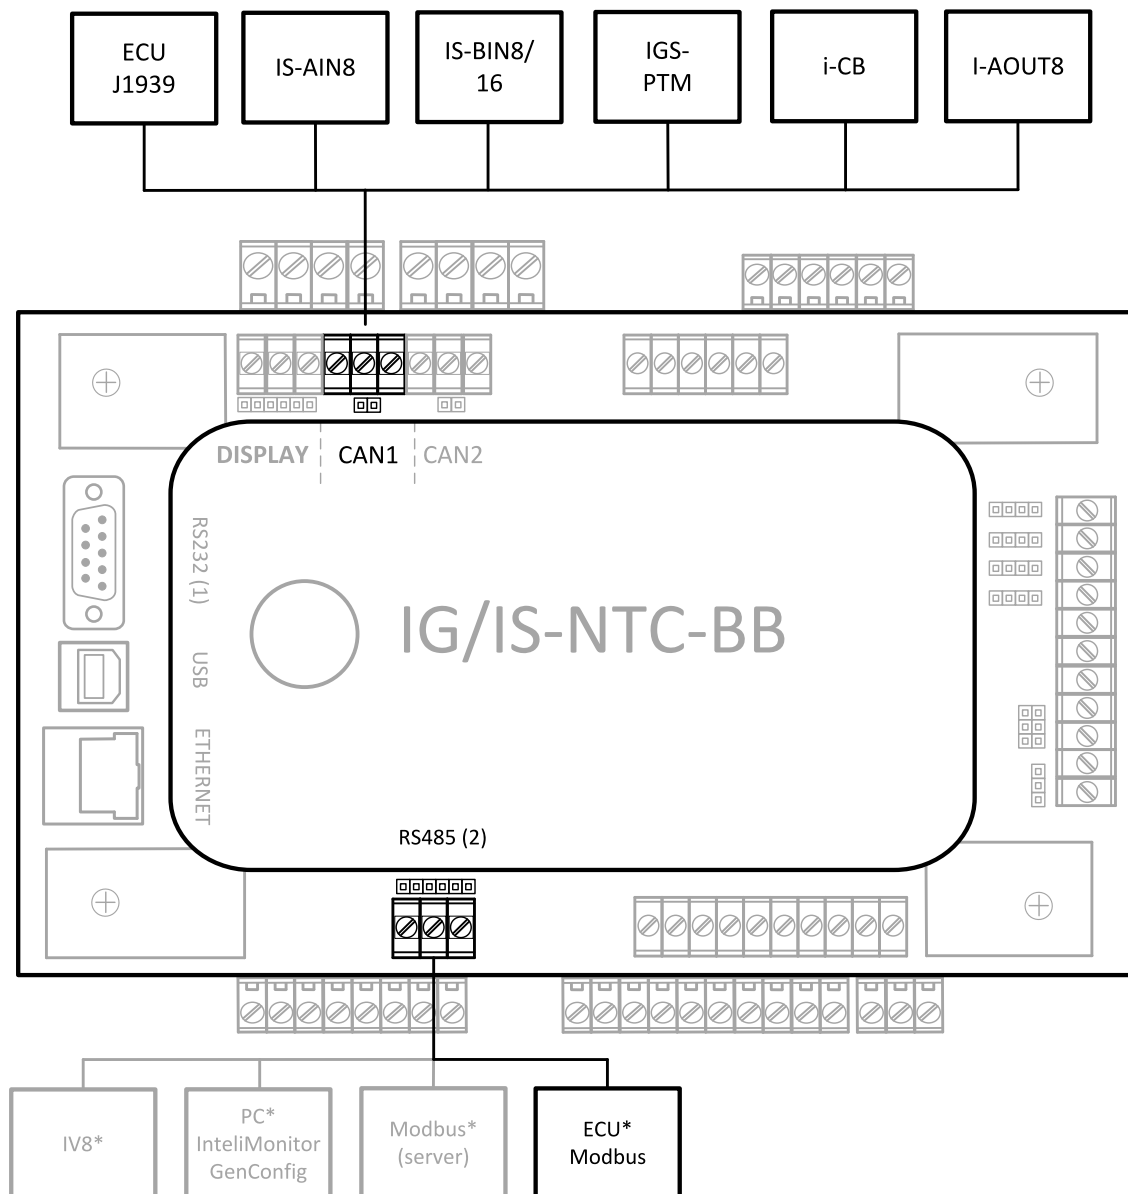 ECU
J1939
IS-AIN8
IS-BIN8/
16
IGS-
PTM
i-CB
I-AOUT8
DISPLAY
CAN1
CAN2
RS232 (1)
USB
ETHERNET
IG/IS-NTC-BB
RS485 (2)
IV8*
PC*
InteliMonitor
GenConfig
Modbus*
(server)
ECU*
Modbus